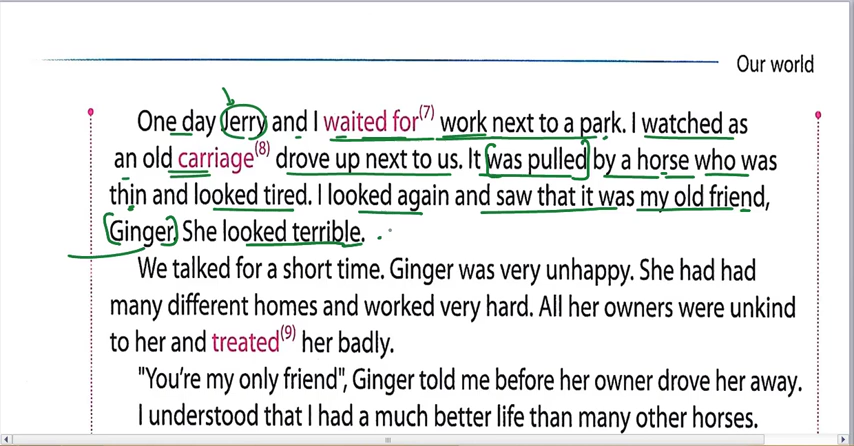 Our world
One day Jerry and I waited for(7) work next to a park. I watched as
an old carriage(8) drove up next to us. It was pulled by a horse who was
thin and looked tired. I looked again and saw that it was my old friend,
Ginger. She looked terrible.
We talked for a short time. Ginger was very unhappy. She had had
many different homes and worked very hard. All her owners were unkind
to her and treated(9) her badly.
"You're my only friend", Ginger told me before her owner drove her away.
I understood that I had a much better life than many other horses.